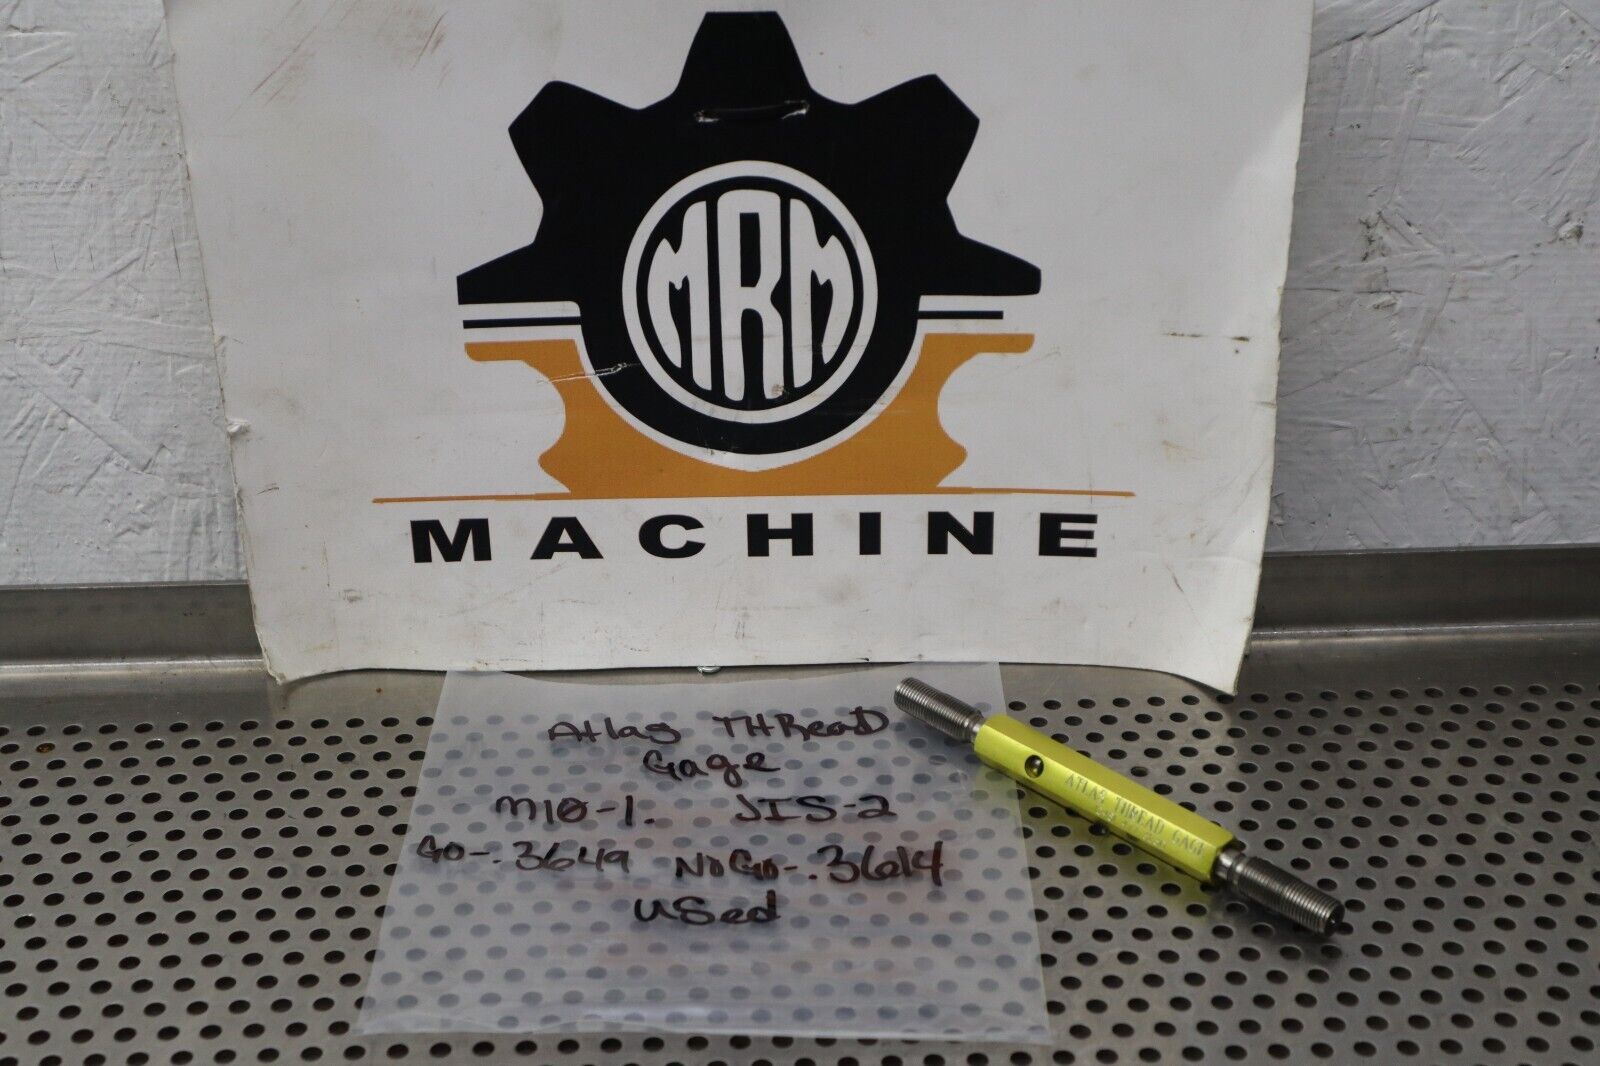 MRM
MACHINE
Atlas THRead
Gage
M10-1. JIS-2
GO-.3649 NoGo-.3614
Used
ATLAS THREAD GAGE